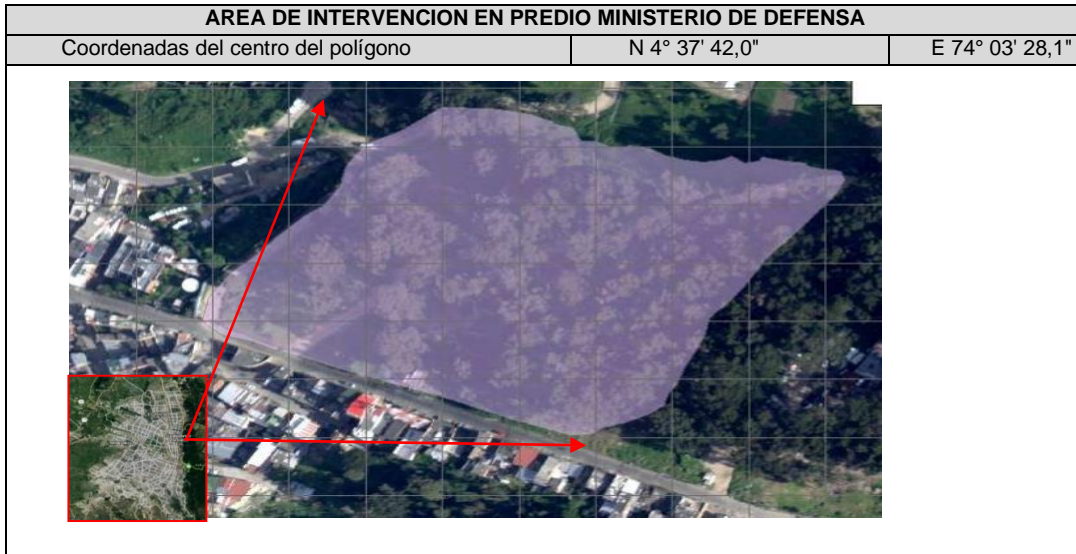 AREA DE INTERVENCION EN PREDIO MINISTERIO DE DEFENSA
Coordenadas del centro del polígono N 4° 37' 42,0" E 74° 03' 28,1"